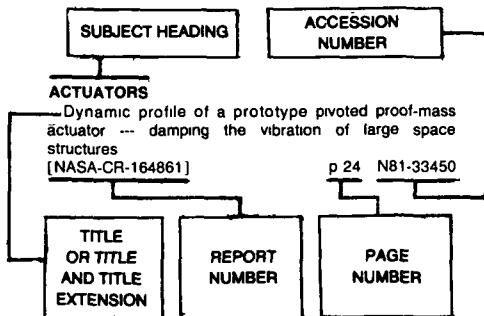 SUBJECT HEADING
ACCESSION
NUMBER
ACTUATORS
Dynamic profile of a prototype pivoted proof-mass
actuator --- damping the vibration of large space
structures
[NASA-CR-164861] p 24 N81-33450
TITLE
OR TITLE
AND TITLE
EXTENSION
REPORT
NUMBER
PAGE
NUMBER